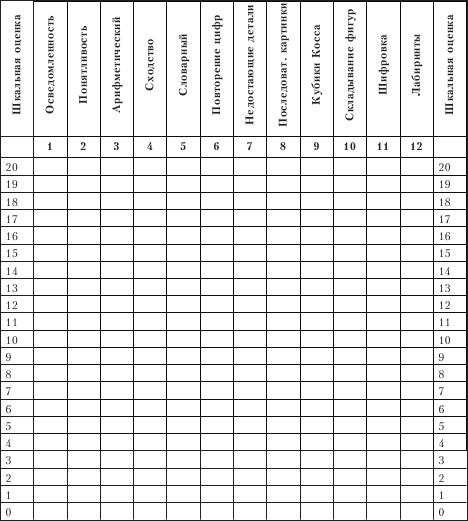 Шкальная оценка
Осведомленность
Понятливость
Арифметический
Сходство
Словарный
Повторение цифр
Недостающие детали
Последоват. картинки
Кубики Косса
Складывание фигур
Шифровка
Лабиринты
Шкальная оценка
1 2 3 4 5 6 7 8 9 10 11 12
20 20
19 19
18 18
17 17
16 16
15 15
14 14
13 13
12 12
11 11
10 10
9 9
8 8
7 7
6 6
5 5
4 4
3 3
2 2
1 1
0 0